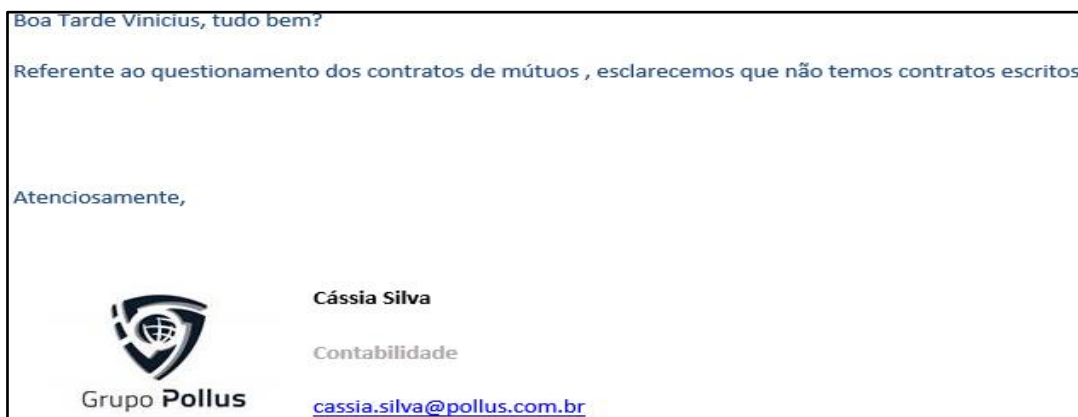 Boa Tarde Vinicius, tudo bem?
Referente ao questionamento dos contratos de mútuos , esclarecemos que não temos contratos escritos
Atenciosamente,
Cássia Silva
Contabilidade
Grupo Pollus
cassia.silva@pollus.com.br